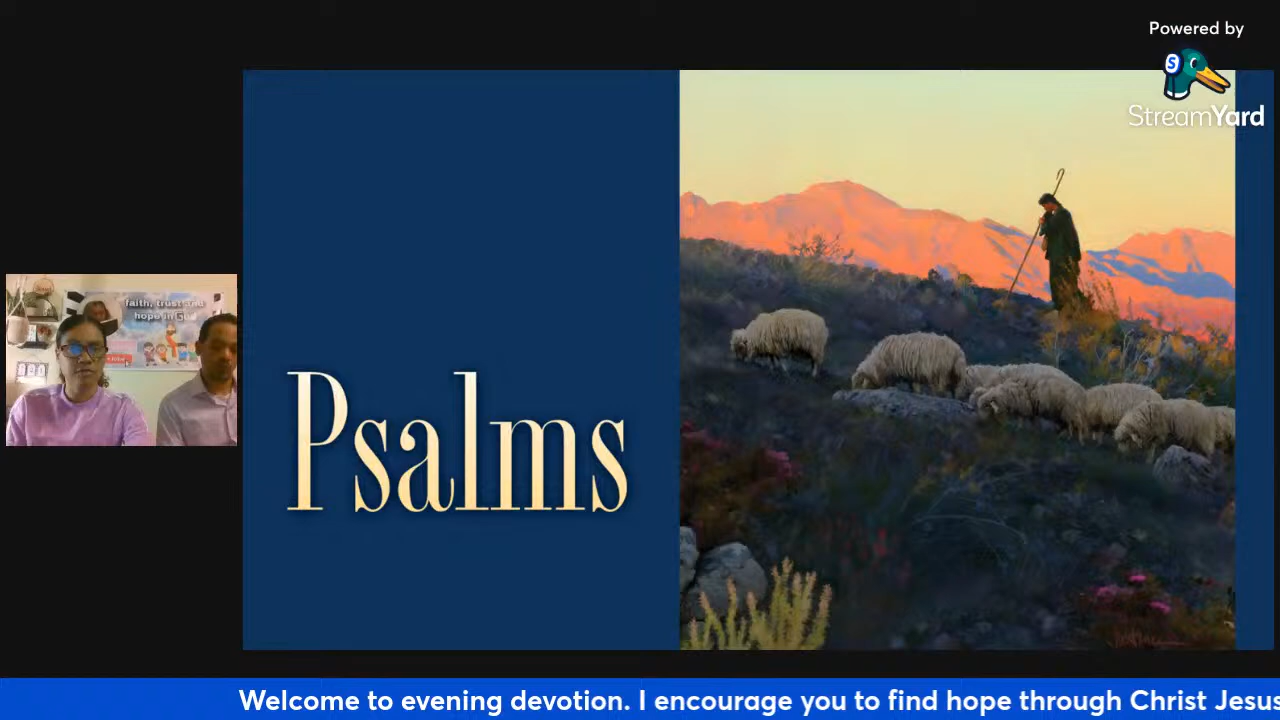 Powered by
StreamYard
faith, trust and
hope in God
Psalms
Welcome to evening devotion. I encourage you to find hope through Christ Jesus